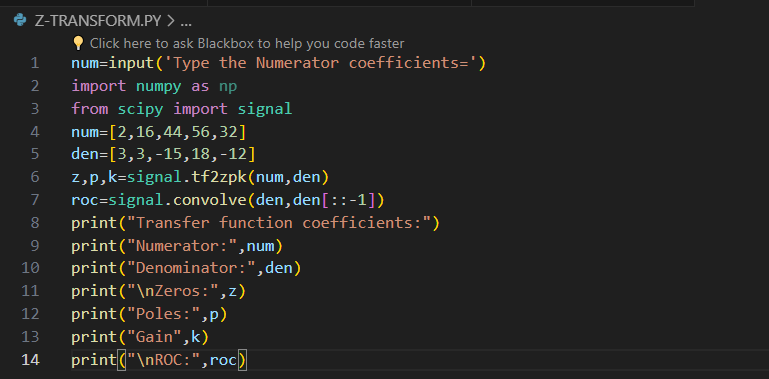 Z-TRANSFORM.PY > ...
Click here to ask Blackbox to help you code faster
1 num=input('Type the Numerator coefficients=')
2 import numpy as np
3 from scipy import signal
4 num=[2,16,44,56,32]
5 den=[3,3,-15,18,-12]
6 z,p,k=signal.tf2zpk(num,den)
7 roc=signal.convolve(den,den[::-1])
8 print("Transfer function coefficients:")
9 print("Numerator:",num)
10 print("Denominator:",den)
11 print("\nZeros:",z)
12 print("Poles:",p)
13 print("Gain",k)
14 print("\nROC:",roc)